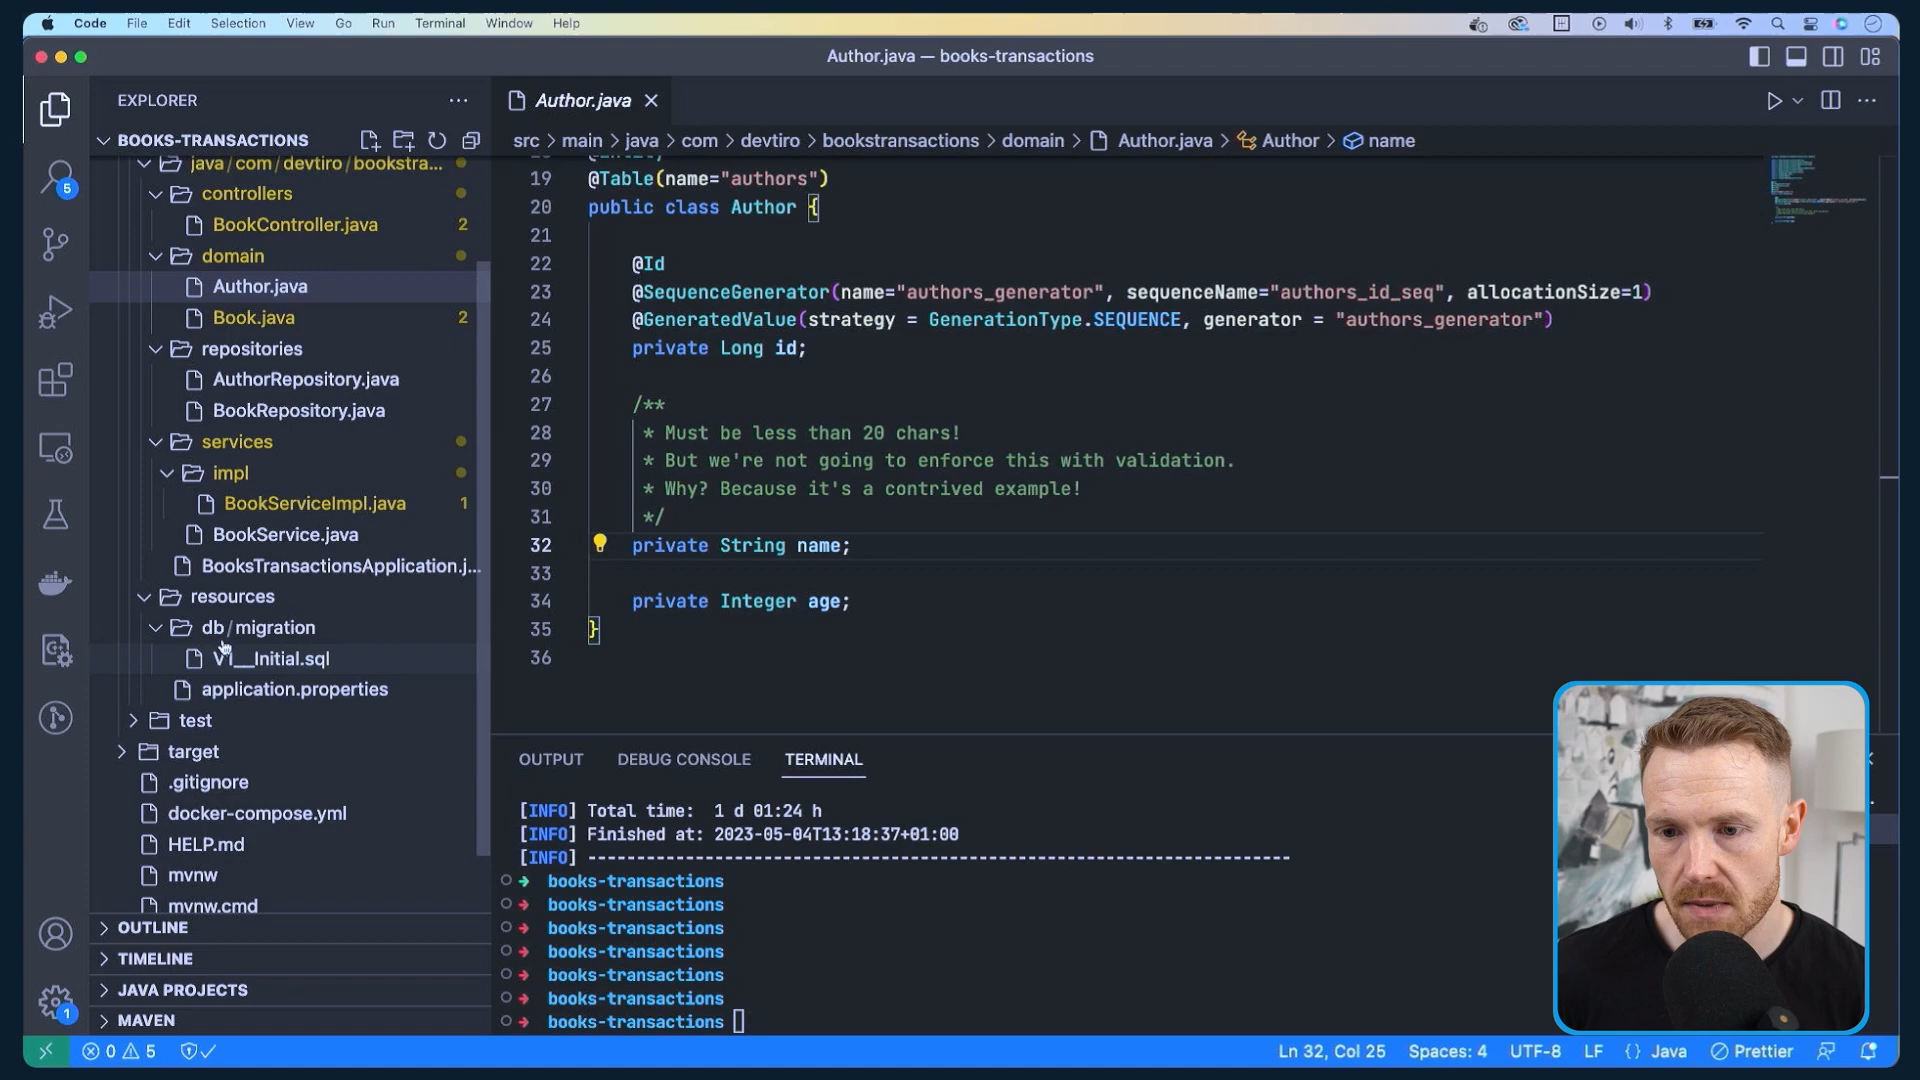 Code File Edit Selection View Go Run Terminal Window Help
Author.java — books-transactions
EXPLORER
BOOKS-TRANSACTIONS
java/com/devtiro/bookstra...
controllers
BookController.java 2
domain
Author.java
Book.java 2
repositories
AuthorRepository.java
BookRepository.java
services
impl
BookServiceImpl.java 1
BookService.java
BooksTransactionsApplication.j...
resources
db/migration
V1__Initial.sql
application.properties
test
target
.gitignore
docker-compose.yml
HELP.md
mvnw
mvnw.cmd
OUTLINE
TIMELINE
JAVA PROJECTS
MAVEN
5
1
Author.java
src > main > java > com > devtiro > bookstransactions > domain > Author.java > Author > name
19 @Table(name="authors")
20 public class Author {
21
22 @Id
23 @SequenceGenerator(name="authors_generator", sequenceName="authors_id_seq", allocationSize=1)
24 @GeneratedValue(strategy = GenerationType.SEQUENCE, generator = "authors_generator")
25 private Long id;
26
27 /**
28 * Must be less than 20 chars!
29 * But we're not going to enforce this with validation.
30 * Why? Because it's a contrived example!
31 */
32 private String name;
33
34 private Integer age;
35 }
36
OUTPUT DEBUG CONSOLE TERMINAL
[INFO] Total time: 1 d 01:24 h
[INFO] Finished at: 2023-05-04T13:18:37+01:00
[INFO] ------------------------------------------------------------------------
books-transactions
books-transactions
books-transactions
books-transactions
books-transactions
books-transactions
books-transactions
0 5 Ln 32, Col 25 Spaces: 4 UTF-8 LF {} Java Prettier